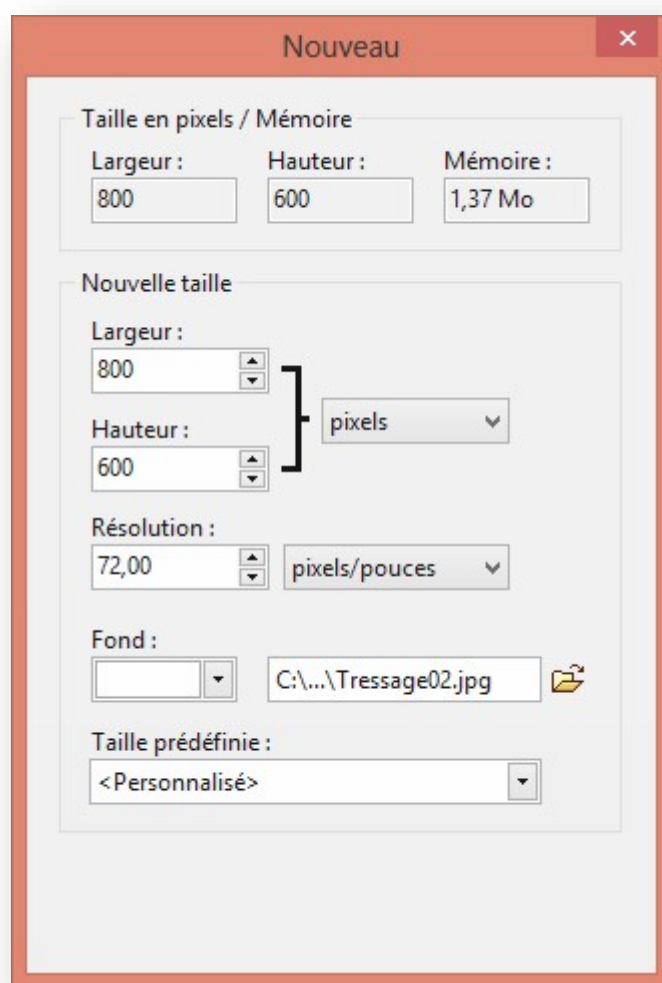 Nouveau
Taille en pixels / Mémoire
Largeur : Hauteur : Mémoire :
800 600 1,37 Mo
Nouvelle taille
Largeur :
800
pixels
Hauteur :
600
Résolution :
72,00 pixels/pouces
Fond :
C:\...\Tressage02.jpg
Taille prédéfinie :
<Personnalisé>